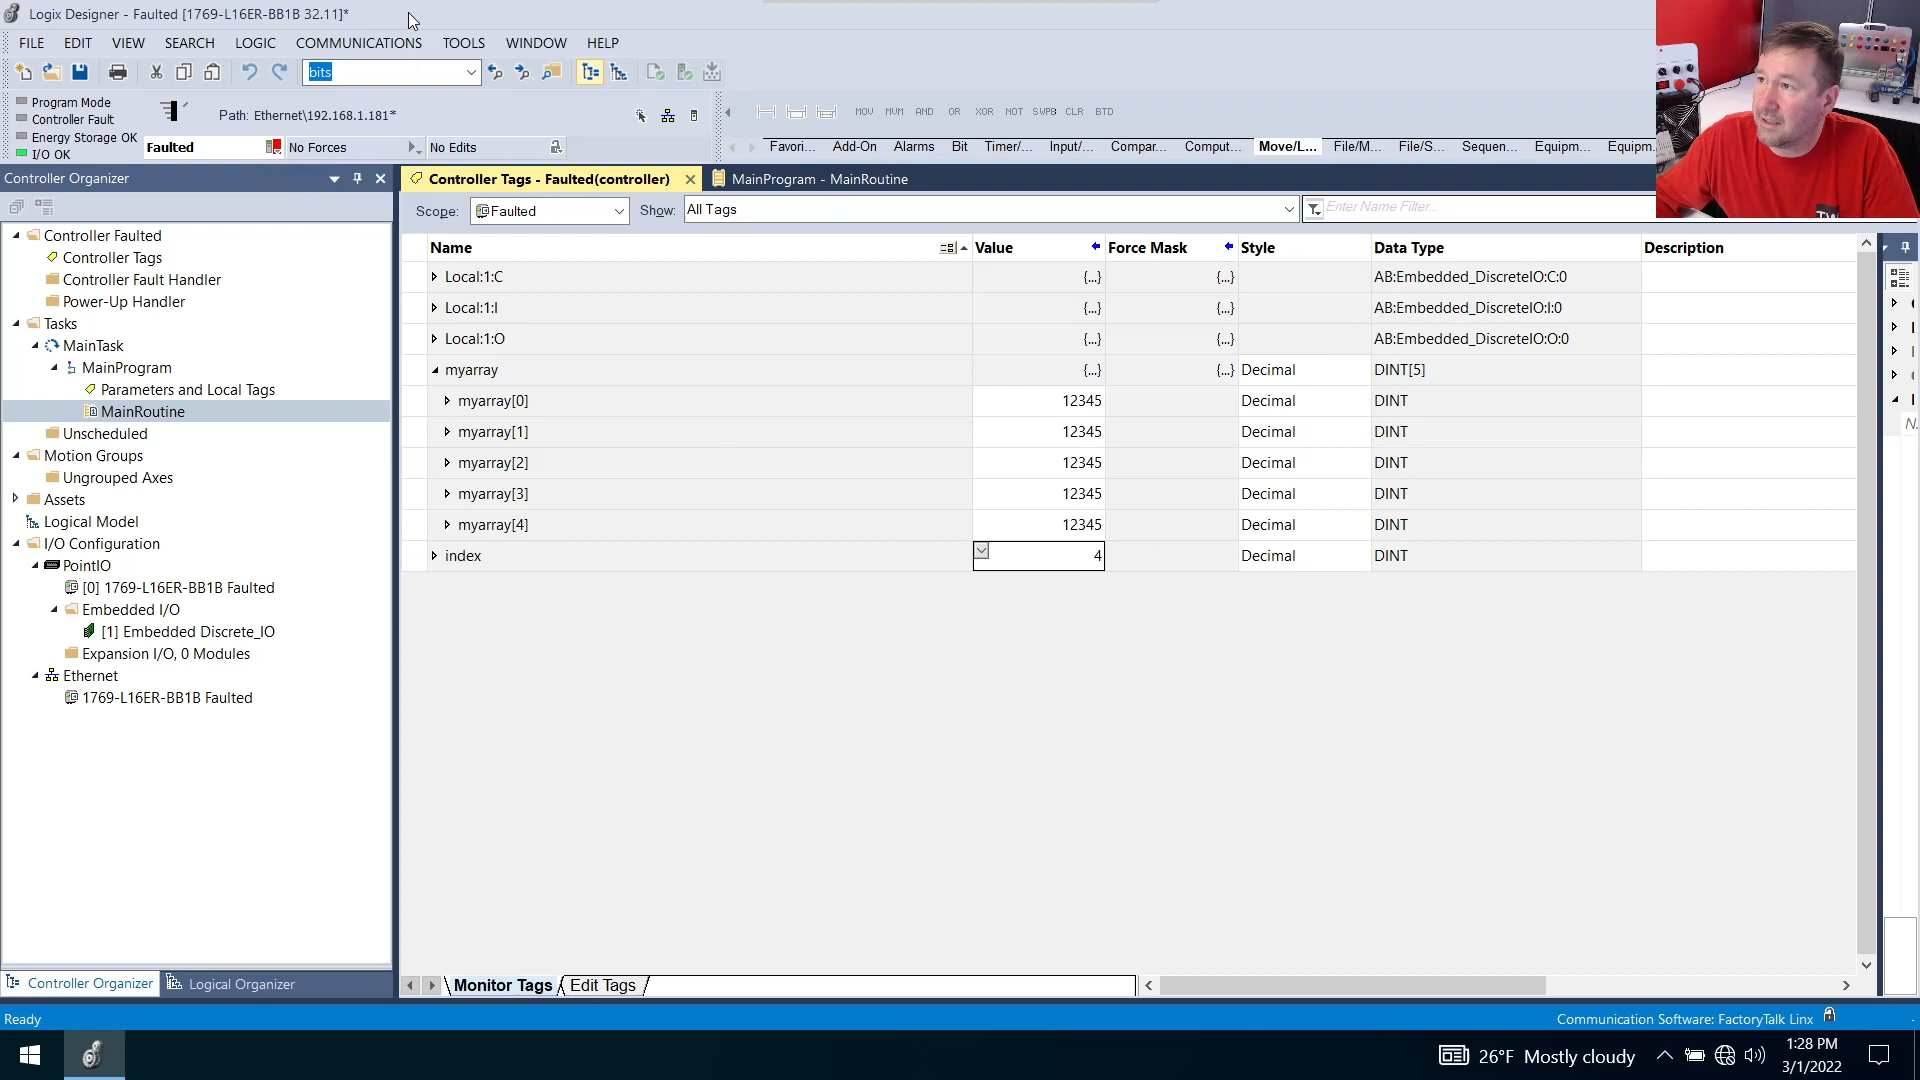 Logix Designer - Faulted [1769-L16ER-BB1B 32.11]*
FILE EDIT VIEW SEARCH LOGIC COMMUNICATIONS TOOLS WINDOW HELP
bits
Program Mode
Controller Fault
Energy Storage OK
I/O OK
Path: Ethernet\192.168.1.181*
Faulted No Forces No Edits
MOV MVM AND OR XOR NOT SWPB CLR BTD
Favori... Add-On Alarms Bit Timer/... Input/... Compar... Comput... Move/L... File/M... File/S... Sequen... Equipm... Equipm
Controller Organizer
Controller Faulted
Controller Tags
Controller Fault Handler
Power-Up Handler
Tasks
MainTask
MainProgram
Parameters and Local Tags
MainRoutine
Unscheduled
Motion Groups
Ungrouped Axes
Assets
Logical Model
I/O Configuration
PointIO
[0] 1769-L16ER-BB1B Faulted
Embedded I/O
[1] Embedded Discrete_IO
Expansion I/O, 0 Modules
Ethernet
1769-L16ER-BB1B Faulted
Controller Organizer Logical Organizer
Controller Tags - Faulted(controller) MainProgram - MainRoutine
Scope: Faulted Show: All Tags Enter Name Filter...
Name Value Force Mask Style Data Type Description
Local:1:C {...} {...} AB:Embedded_DiscreteIO:C:0
Local:1:I {...} {...} AB:Embedded_DiscreteIO:I:0
Local:1:O {...} {...} AB:Embedded_DiscreteIO:O:0
myarray {...} {...} Decimal DINT[5]
myarray[0] 12345 Decimal DINT
myarray[1] 12345 Decimal DINT
myarray[2] 12345 Decimal DINT
myarray[3] 12345 Decimal DINT
myarray[4] 12345 Decimal DINT
index 4 Decimal DINT
Monitor Tags Edit Tags
Ready
Communication Software: FactoryTalk Linx
26°F Mostly cloudy
1:28 PM
3/1/2022